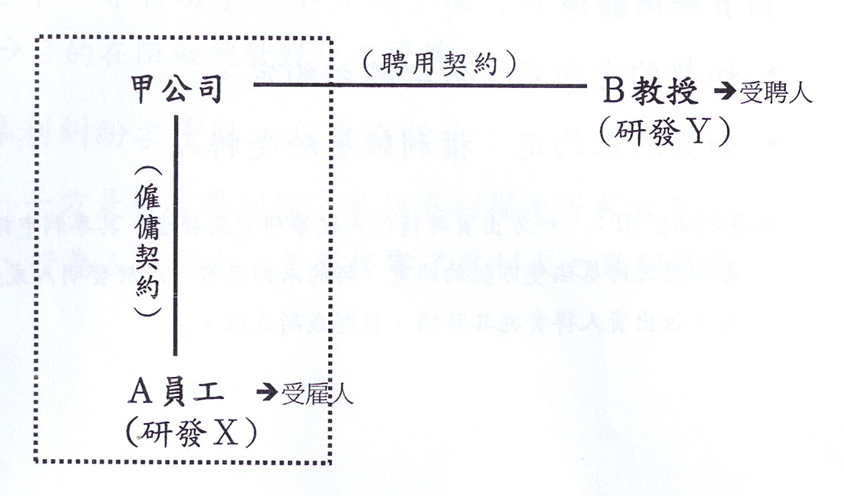 （聘用契約）
甲公司
B教授 ➔受聘人
（研發Y）
（僱傭契約）
A員工 ➔受雇人
（研發X）